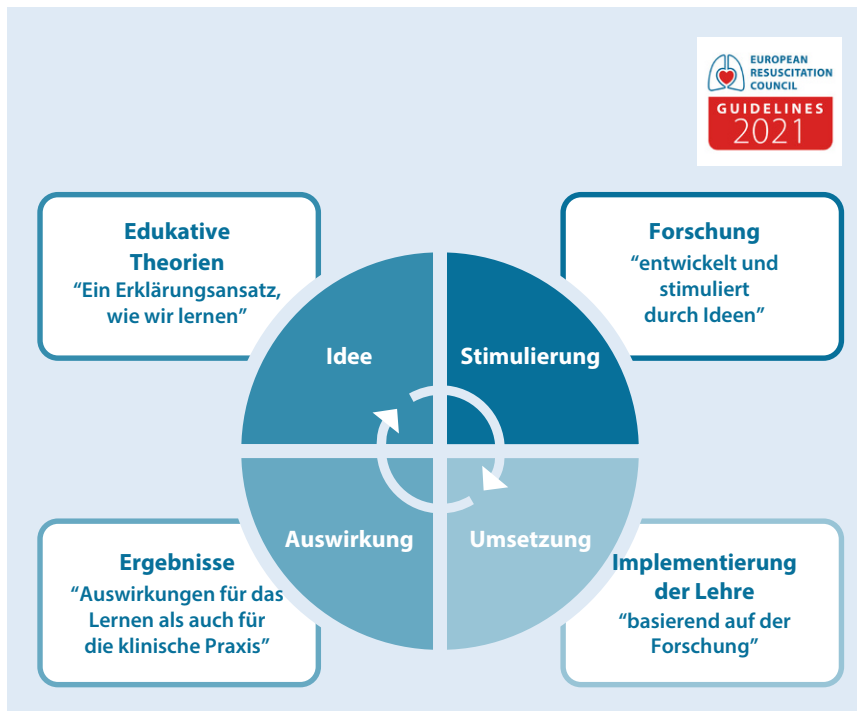 EUROPEAN
RESUSCITATION
COUNCIL
GUIDELINES
2021
Edukative
Theorien
“Ein Erklärungsansatz,
wie wir lernen”
Forschung
“entwickelt und
stimuliert
durch Ideen”
Idee
Stimulierung
Auswirkung
Umsetzung
Ergebnisse
“Auswirkungen für das
Lernen als auch für
die klinische Praxis”
Implementierung
der Lehre
“basierend auf der
Forschung”